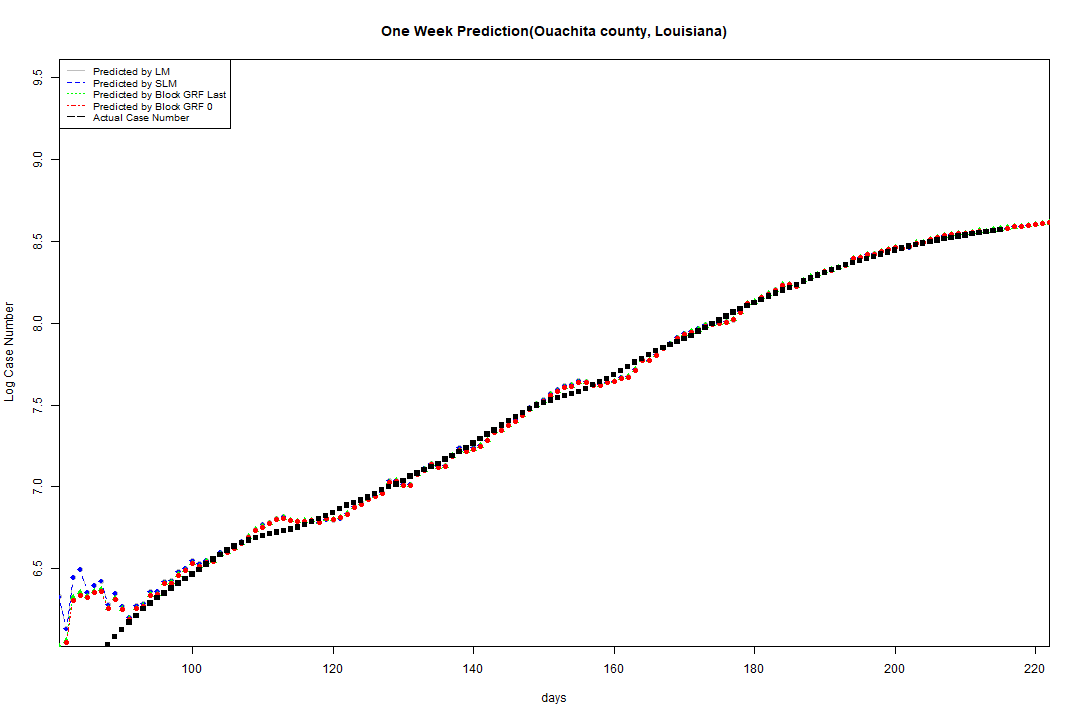 One Week Prediction(Ouachita county, Louisiana)
Predicted by LM
Predicted by SLM
Predicted by Block GRF Last
Predicted by Block GRF 0
Actual Case Number
9.5
9.0
8.5
8.0
7.5
7.0
6.5
Log Case Number
100 120 140 160 180 200 220
days